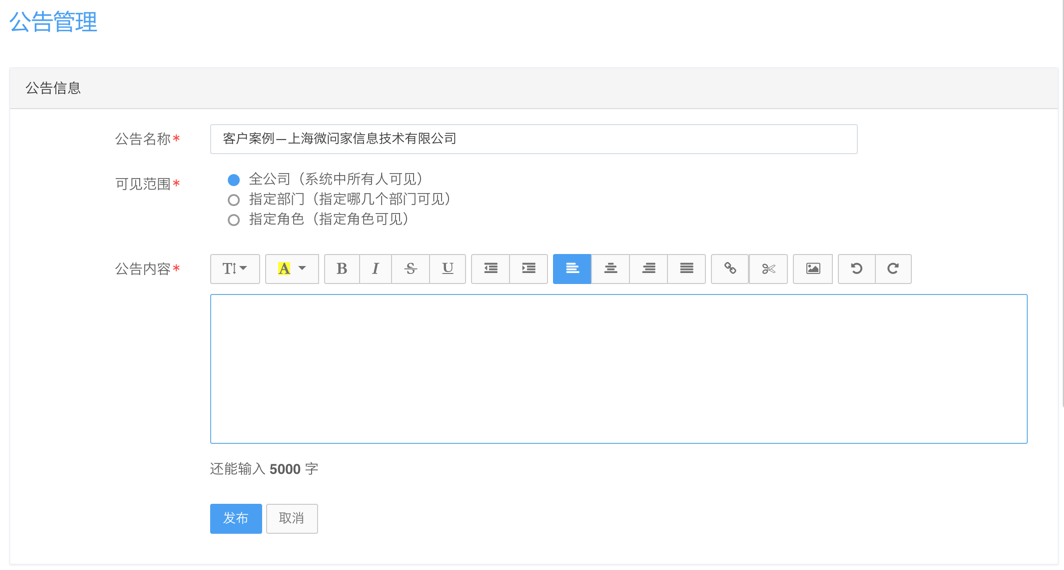 公告管理
公告信息
公告名称* 客户案例—上海微问家信息技术有限公司
可见范围* 全公司（系统中所有人可见）
指定部门（指定哪几个部门可见）
指定角色（指定角色可见）
公告内容* TI A B I S U
还能输入 5000 字
发布 取消